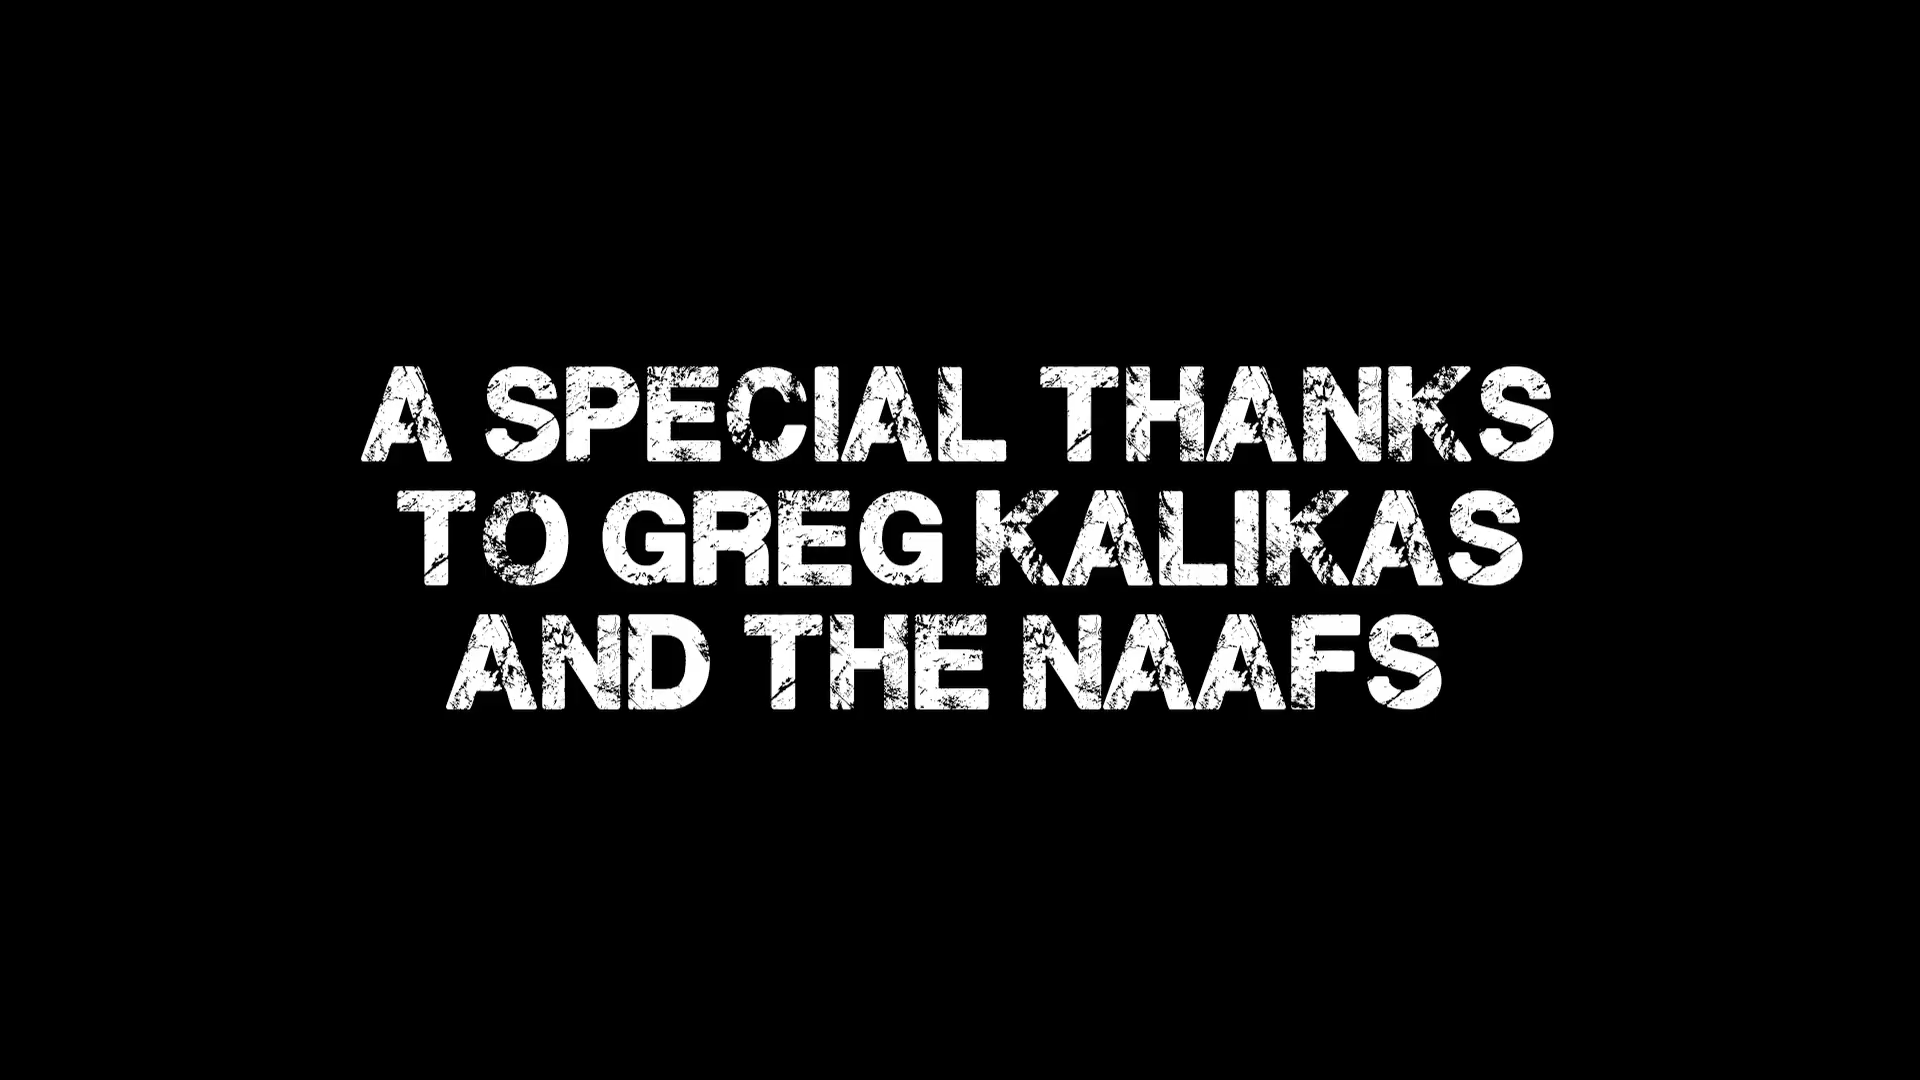 A SPECIAL THANKS
TO GREG KALIKAS
AND THE NAAFS